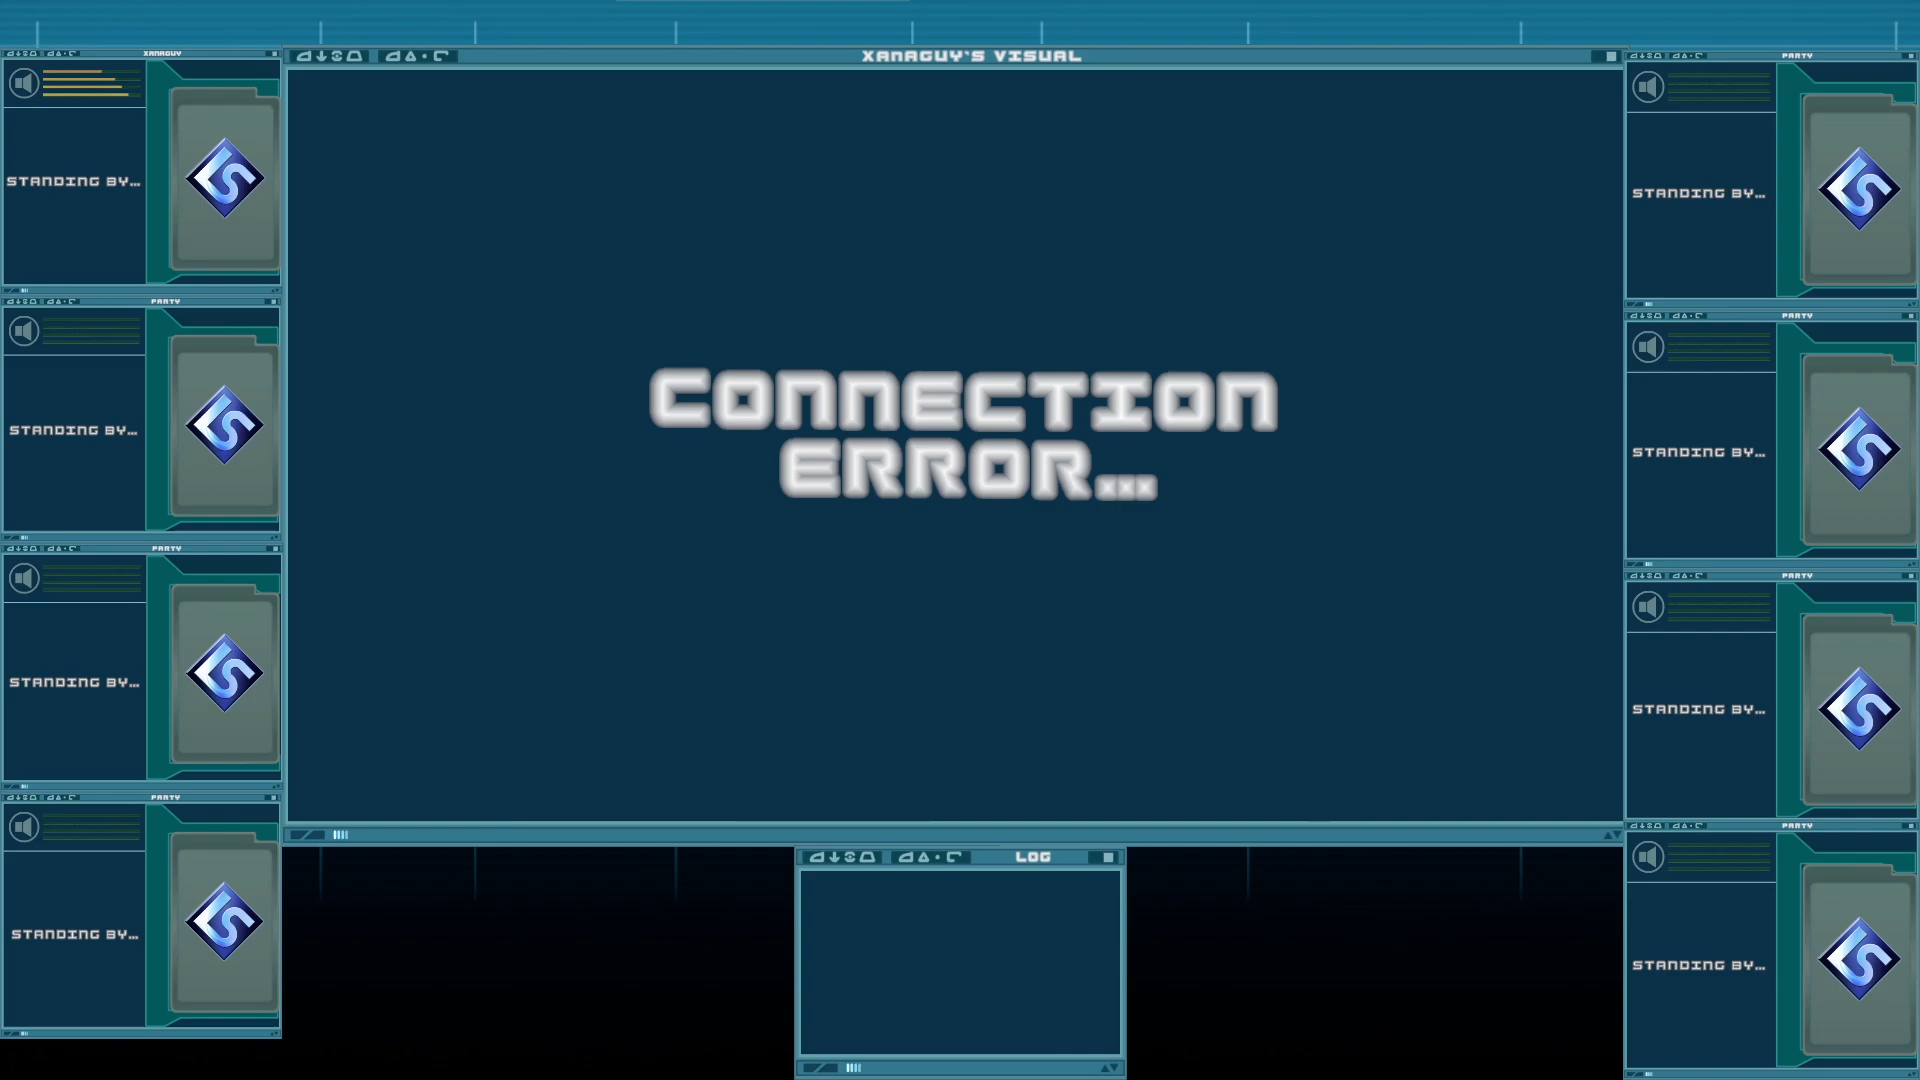 XANAGUY
STANDING BY...
PARTY
STANDING BY...
PARTY
STANDING BY...
PARTY
STANDING BY...
XANAGUY'S VISUAL
CONNECTION
ERROR...
LOG
PARTY
STANDING BY...
PARTY
STANDING BY...
PARTY
STANDING BY...
PARTY
STANDING BY...